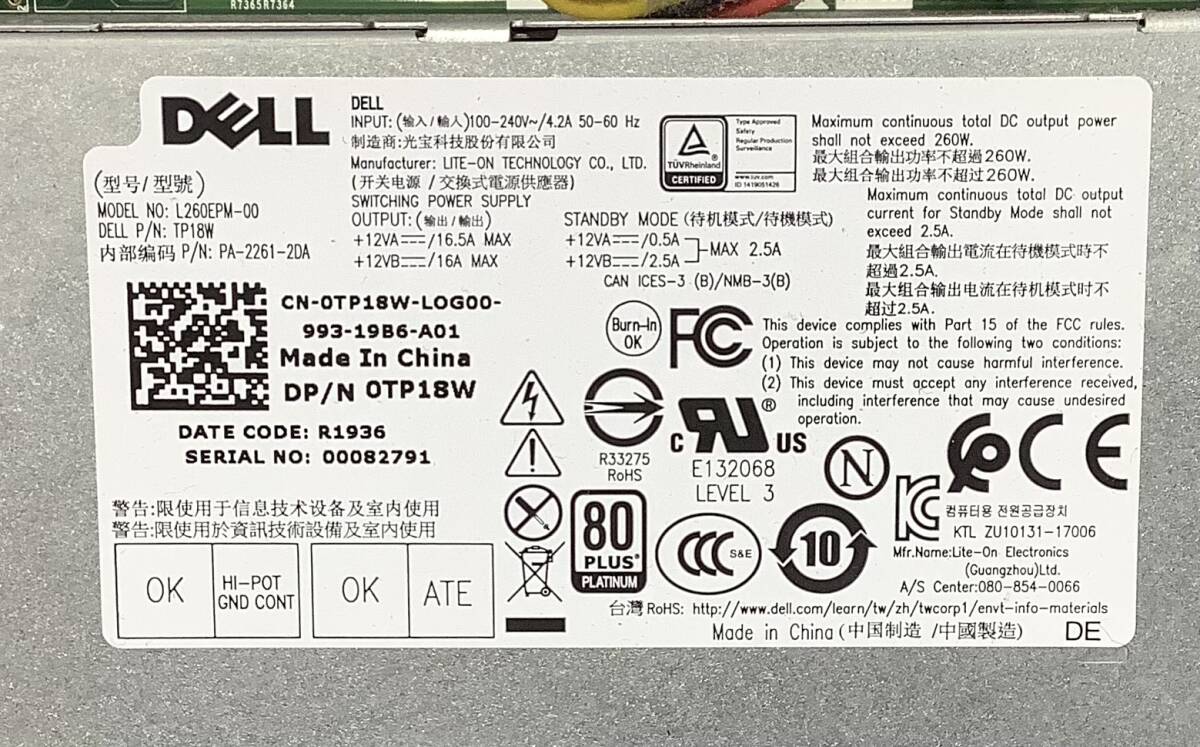 R7365R7364
DELL
DELL
INPUT: (输入/輸入)100-240V~/4.2A 50-60 Hz
制造商:光宝科技股份有限公司
Manufacturer: LITE-ON TECHNOLOGY CO., LTD.
(开关电源 / 交換式電源供應器)
SWITCHING POWER SUPPLY
OUTPUT: (输出/輸出)
+12VA⎓/16.5A MAX
+12VB⎓/16A MAX
(型号/型號)
MODEL NO: L260EPM-00
DELL P/N: TP18W
内部编码 P/N: PA-2261-2DA
STANDBY MODE (待机模式/待機模式)
+12VA⎓/0.5A
+12VB⎓/2.5A
MAX 2.5A
CAN ICES-3 (B)/NMB-3(B)
TÜVRheinland
CERTIFIED
Type Approved
Safety
Regular Production
Surveillance
www.tuv.com
ID 1419051426
Maximum continuous total DC output power
shall not exceed 260W.
最大組合輸出功率不超過260W.
最大组合输出功率不超过260W.
Maximum continuous total DC output
current for Standby Mode shall not
exceed 2.5A.
最大組合輸出電流在待機模式時不
超過2.5A.
最大组合输出电流在待机模式时不
超过2.5A.
CN-0TP18W-LOG00-
993-19B6-A01
Made In China
DP/N 0TP18W
DATE CODE: R1936
SERIAL NO: 00082791
Burn-In
OK
FCC
This device complies with Part 15 of the FCC rules.
Operation is subject to the following two conditions:
(1) This device may not cause harmful interference.
(2) This device must accept any interference received,
including interference that may cause undesired
operation.
R33275
RoHS
c RU US ®
E132068
LEVEL 3
N
CE
警告:限使用于信息技术设备及室内使用
警告:限使用於資訊技術設備及室内使用
OK
HI-POT
GND CONT
OK
ATE
80
PLUS®
PLATINUM
CCC S&E
10
컴퓨터용 전원공급장치
KTL ZU10131-17006
Mfr.Name:Lite-On Electronics
(Guangzhou)Ltd.
A/S Center:080-854-0066
台灣 RoHS: http://www.dell.com/learn/tw/zh/twcorp1/envt-info-materials
Made in China (中国制造 /中國製造)
DE